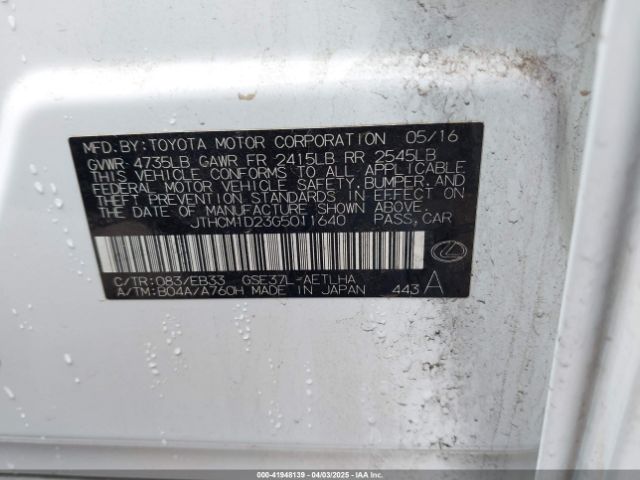 MFD. BY: TOYOTA MOTOR CORPORATION 05/16
GVWR 4735LB GAWR FR 2415LB RR 2545LB
THIS VEHICLE CONFORMS TO ALL APPLICABLE
FEDERAL MOTOR VEHICLE SAFETY, BUMPER, AND
THEFT PREVENTION STANDARDS IN EFFECT ON
THE DATE OF MANUFACTURE SHOWN ABOVE.
JTHCM1D23G5011640 PASS. CAR
C/TR: 083/EB33 GSE37L-AETLHA
A/TM: B04A/A760H MADE IN JAPAN 443 A
000-41948139 - 04/03/2025 - IAA Inc.